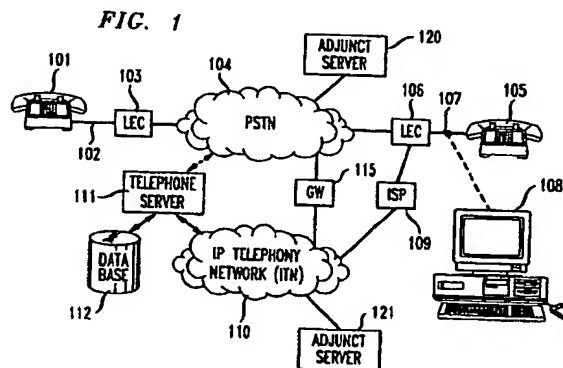 FIG. 1
101
103
104
ADJUNCT SERVER
120
106
107
105
LEC
PSTN
LEC
102
115
108
111
TELEPHONE SERVER
GW
ISP
109
DATA BASE
IP TELEPHONY NETWORK (ITN)
112
110
121
ADJUNCT SERVER